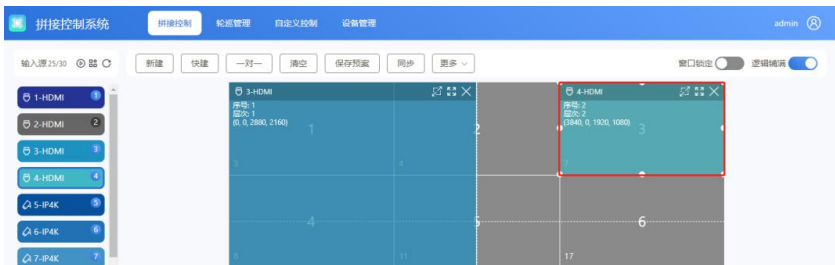 拼接控制系统
拼接控制 轮巡管理 自定义控制 设备管理
admin
输入源 25/30
新建 快建 一对一 清空 保存预案 同步 更多
窗口锁定 逻辑铺满
1-HDMI 1
2-HDMI 2
3-HDMI 3
4-HDMI 4
5-IP4K 5
6-IP4K 6
7-IP4K 7
3-HDMI
序号: 1
层次: 1
(0, 0, 2880, 2160)
1
2
3
4
4-HDMI
序号: 2
层次: 2
(3840, 0, 1920, 1080)
3
1
4
5
6
8
11
17